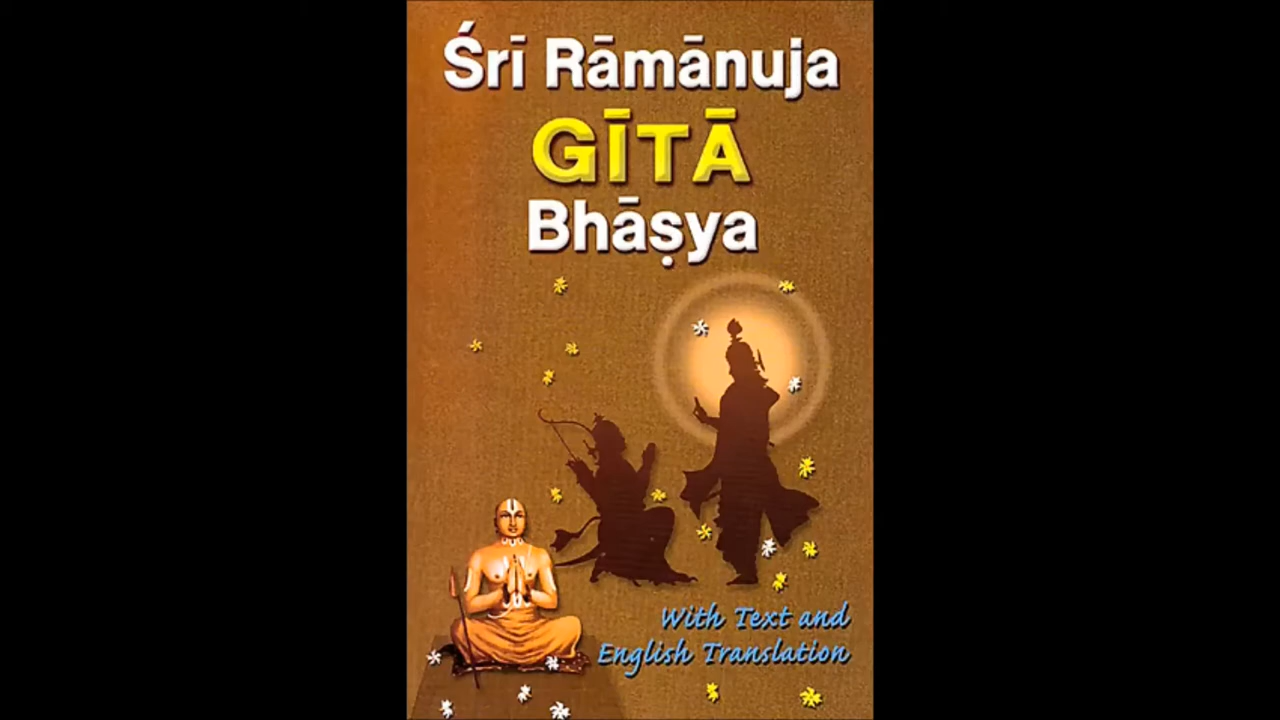 Śrī Rāmānuja
GĪTĀ
Bhāṣya
With Text and
English Translation